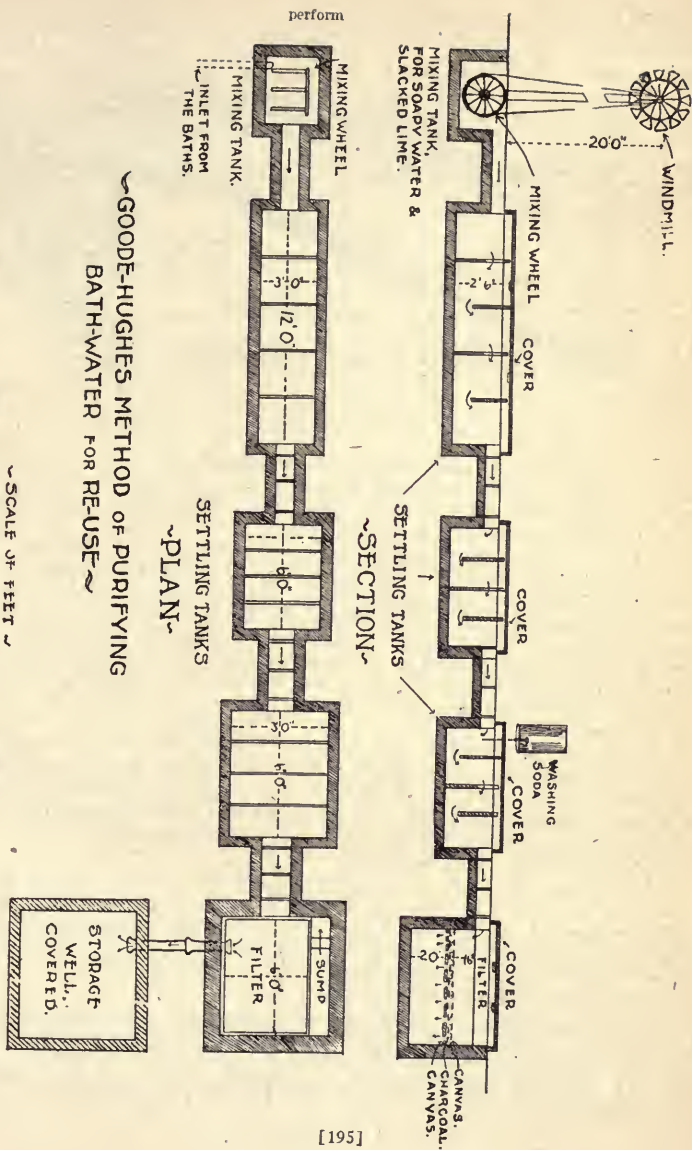 perform
WINDMILL.
20'.0"
MIXING WHEEL
MIXING TANK,
FOR SOAPY WATER &
SLACKED LIME.
2'.6"
COVER
SETTLING TANKS
COVER
WASHING
SODA
COVER
COVER
FILTER
2'.0"
CANVAS.
CHARCOAL.
CANVAS.
~SECTION~
MIXING WHEEL
MIXING TANK.
INLET FROM
THE BATHS.
3'.0"
12'.0"
6'.0"
SETTLING TANKS
3'.0"
6'.0"
SUMP
FILTER
6'.0"
STORAGE
WELL.
COVERED.
~PLAN~
~GOODE-HUGHES METHOD OF PURIFYING
BATH-WATER FOR RE-USE~
~ SCALE OF FEET ~
[195]